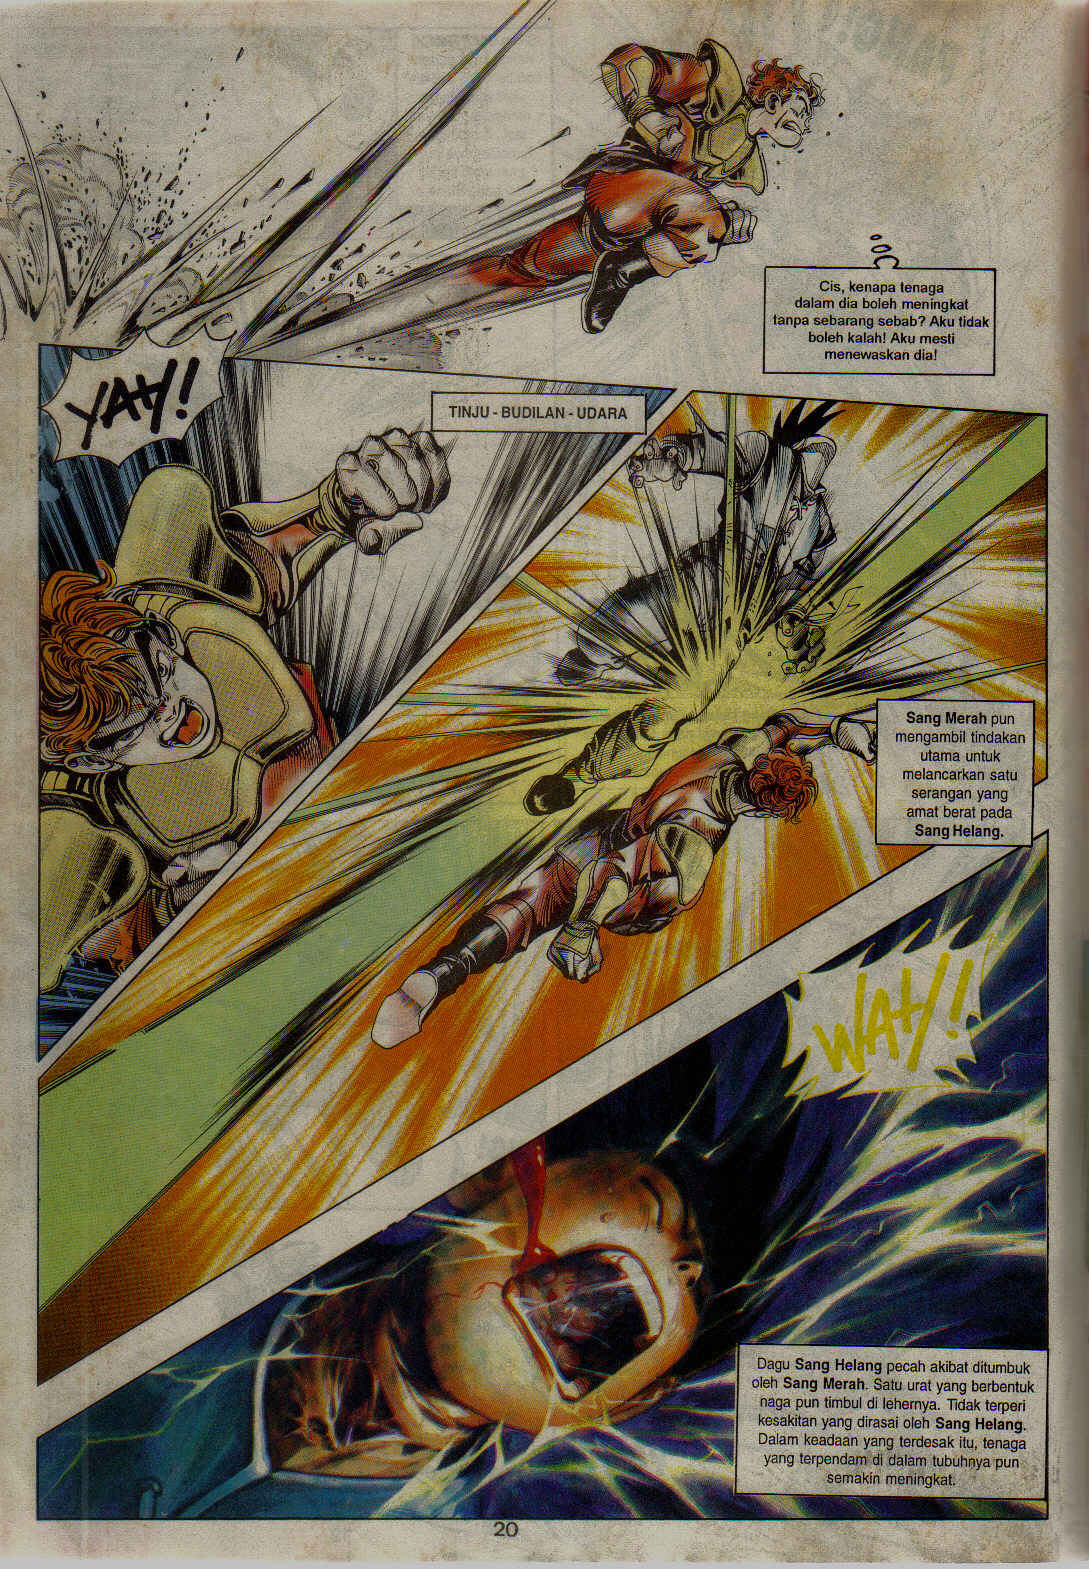 Cis, kenapa tenaga
dalam dia boleh meningkat
tanpa sebarang sebab? Aku tidak
boleh kalah! Aku mesti
menewaskan dia!
YAH!
TINJU - BUDILAN - UDARA
Sang Merah pun
mengambil tindakan
utama untuk
melancarkan satu
serangan yang
amat berat pada
Sang Helang.
WAH!
Dagu Sang Helang pecah akibat ditumbuk
oleh Sang Merah. Satu urat yang berbentuk
naga pun timbul di lehernya. Tidak terperi
kesakitan yang dirasai oleh Sang Helang.
Dalam keadaan yang terdesak itu, tenaga
yang terpendam di dalam tubuhnya pun
semakin meningkat.
20